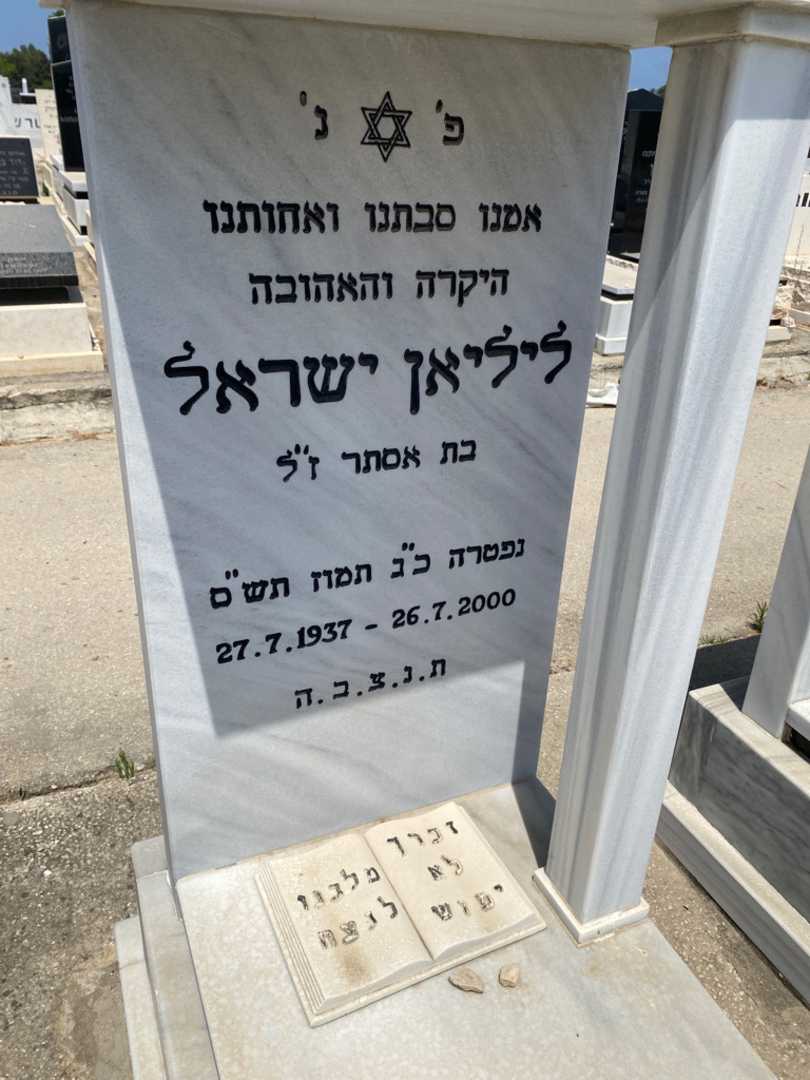 פ' נ'
אמנו סבתנו ואחותנו
היקרה והאהובה
ליליאן ישראל
בת אסתר ז"ל
נפטרה כ"ג תמוז תש"ס
27.7.1937 - 26.7.2000
ת.נ.צ.ב.ה
זכרך
לא
ימוש
מלבנו
לנצח